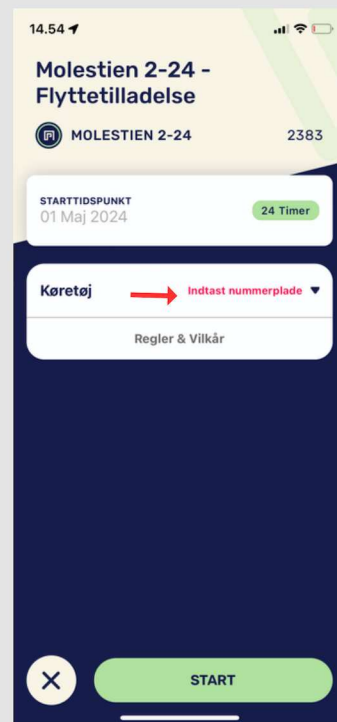 14.54
Molestien 2-24 -
Flyttetilladelse
MOLESTIEN 2-24 2383
STARTTIDSPUNKT
01 Maj 2024 24 Timer
Køretøj Indtast nummerplade
Regler & Vilkår
START